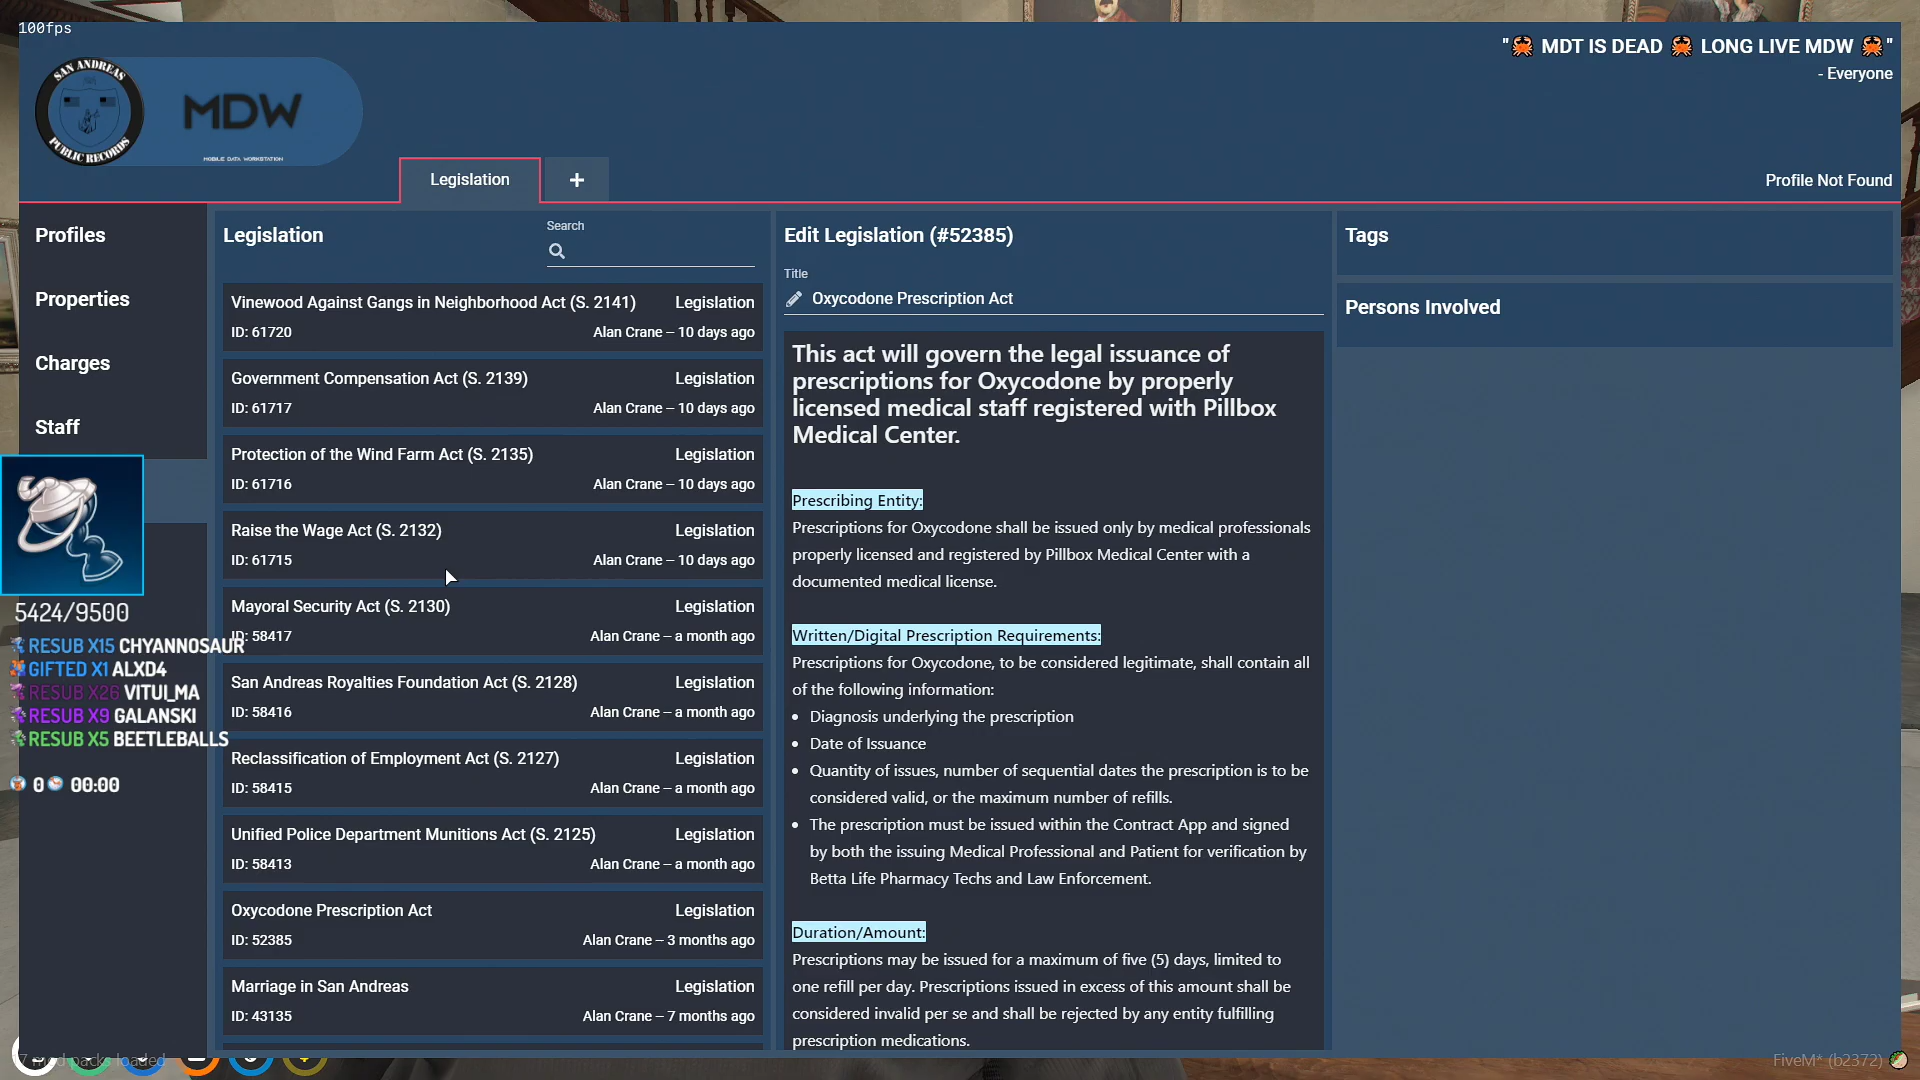 100fps
"🦀 MDT IS DEAD 🦀 LONG LIVE MDW 🦀"
- Everyone
SAN ANDREAS
PUBLIC RECORDS
MDW
MOBILE DATA WORKSTATION
Legislation
+
Profile Not Found
Profiles
Properties
Charges
Staff
Legislation
Search
Vinewood Against Gangs in Neighborhood Act (S. 2141) Legislation
ID: 61720 Alan Crane – 10 days ago
Government Compensation Act (S. 2139) Legislation
ID: 61717 Alan Crane – 10 days ago
Protection of the Wind Farm Act (S. 2135) Legislation
ID: 61716 Alan Crane – 10 days ago
Raise the Wage Act (S. 2132) Legislation
ID: 61715 Alan Crane – 10 days ago
Mayoral Security Act (S. 2130) Legislation
ID: 58417 Alan Crane – a month ago
San Andreas Royalties Foundation Act (S. 2128) Legislation
ID: 58416 Alan Crane – a month ago
Reclassification of Employment Act (S. 2127) Legislation
ID: 58415 Alan Crane – a month ago
Unified Police Department Munitions Act (S. 2125) Legislation
ID: 58413 Alan Crane – a month ago
Oxycodone Prescription Act Legislation
ID: 52385 Alan Crane – 3 months ago
Marriage in San Andreas Legislation
ID: 43135 Alan Crane – 7 months ago
Edit Legislation (#52385)
Title
Oxycodone Prescription Act
This act will govern the legal issuance of
prescriptions for Oxycodone by properly
licensed medical staff registered with Pillbox
Medical Center.
Prescribing Entity:
Prescriptions for Oxycodone shall be issued only by medical professionals
properly licensed and registered by Pillbox Medical Center with a
documented medical license.
Written/Digital Prescription Requirements:
Prescriptions for Oxycodone, to be considered legitimate, shall contain all
of the following information:
• Diagnosis underlying the prescription
• Date of Issuance
• Quantity of issues, number of sequential dates the prescription is to be
considered valid, or the maximum number of refills.
• The prescription must be issued within the Contract App and signed
by both the issuing Medical Professional and Patient for verification by
Betta Life Pharmacy Techs and Law Enforcement.
Duration/Amount:
Prescriptions may be issued for a maximum of five (5) days, limited to
one refill per day. Prescriptions issued in excess of this amount shall be
considered invalid per se and shall be rejected by any entity fulfilling
prescription medications.
Tags
Persons Involved
5424/9500
RESUB X15 CHYANNOSAUR
GIFTED X1 ALXD4
RESUB X26 VITUI_MA
RESUB X9 GALANSKI
RESUB X5 BEETLEBALLS
0 00:00
7 mod packs loaded
FiveM* (b2372)